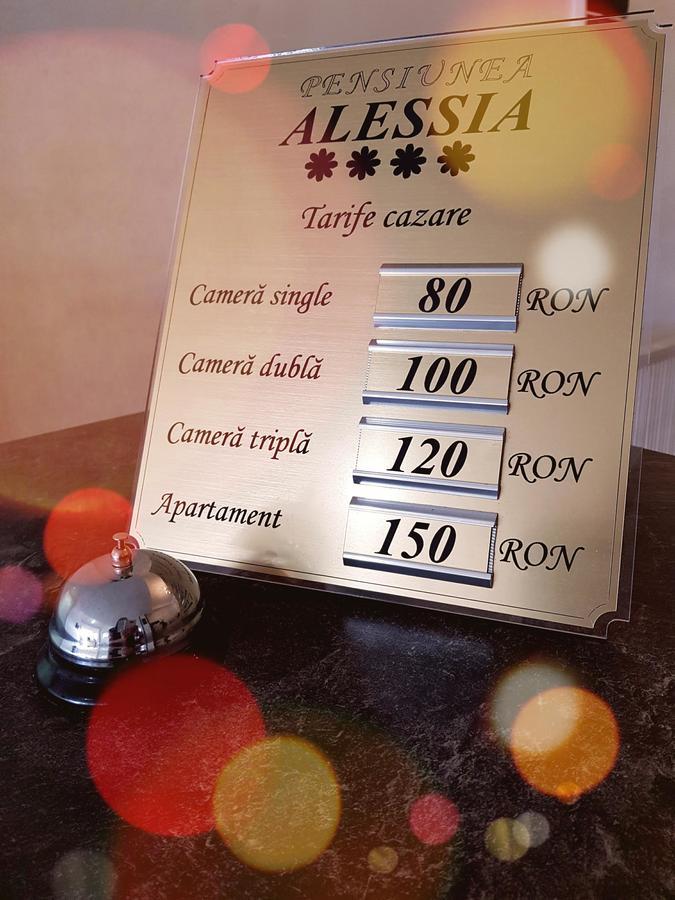 PENSIUNEA
ALESSIA
Tarife cazare
Cameră single 80 RON
Cameră dublă 100 RON
Cameră triplă 120 RON
Apartament 150 RON